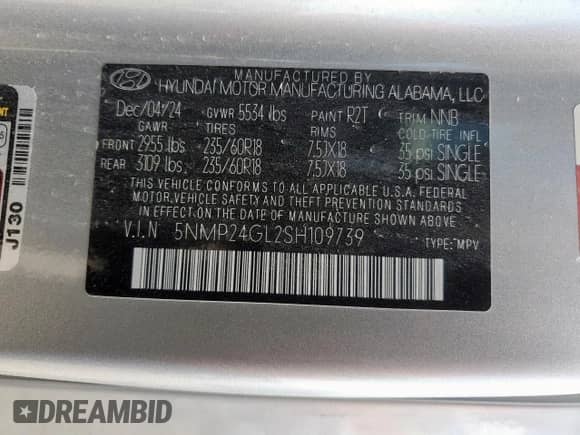 MANUFACTURED BY
HYUNDAI MOTOR MANUFACTURING ALABAMA, LLC
Dec/04/24 GVWR 5534 lbs PAINT R2T TRIM NNB
GAWR TIRES RIMS COLD TIRE INFL
FRONT 2955 lbs 235/60R18 7.5JX18 35 psi SINGLE
REAR 3109 lbs. 235/60R18 7.5JX18 35 psi SINGLE
THIS VEHICLE CONFORMS TO ALL APPLICABLE U.S.A. FEDERAL
MOTOR VEHICLE SAFETY AND THEFT PREVENTION STANDARDS
IN EFFECT ON THE DATE OF MANUFACTURE SHOWN ABOVE.
V.I.N 5NMP24GL2SH109739 TYPE: MPV
J130
DREAMBID